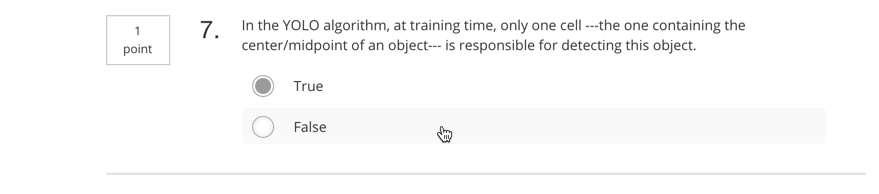 1
point
7.
In the YOLO algorithm, at training time, only one cell ---the one containing the
center/midpoint of an object--- is responsible for detecting this object.
True
False